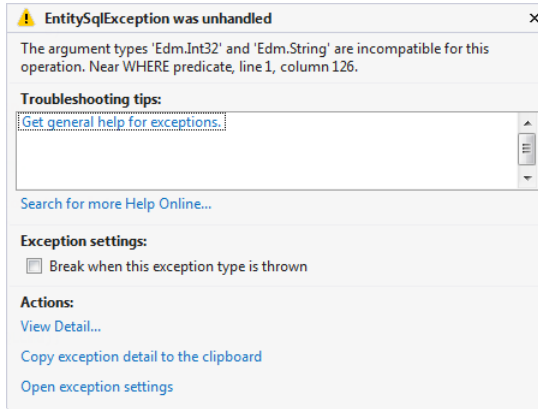 EntitySqlException was unhandled
The argument types 'Edm.Int32' and 'Edm.String' are incompatible for this
operation. Near WHERE predicate, line 1, column 126.
Troubleshooting tips:
Get general help for exceptions.
Search for more Help Online...
Exception settings:
Break when this exception type is thrown
Actions:
View Detail...
Copy exception detail to the clipboard
Open exception settings